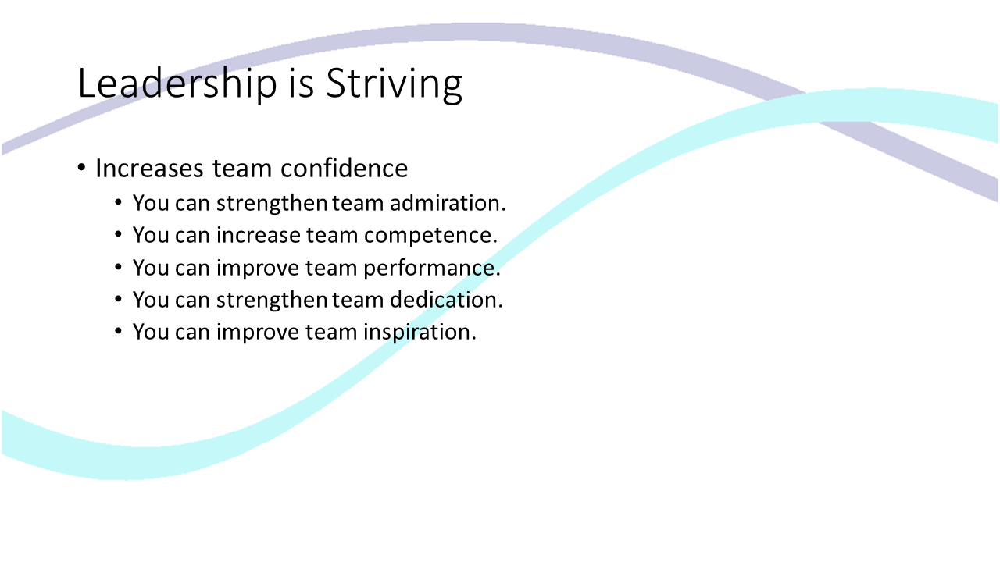 Leadership is Striving
• Increases team confidence
• You can strengthen team admiration.
• You can increase team competence.
• You can improve team performance.
• You can strengthen team dedication.
• You can improve team inspiration.